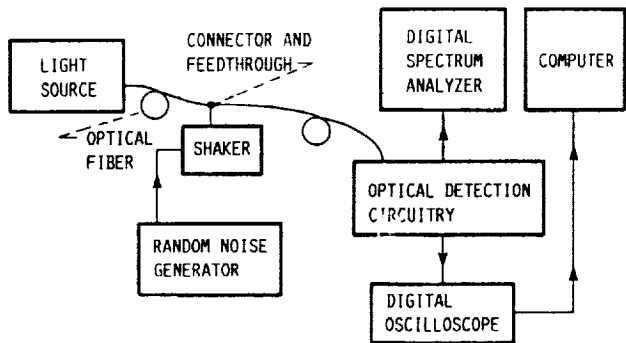 LIGHT
SOURCE
CONNECTOR AND
FEEDTHROUGH
DIGITAL
SPECTRUM
ANALYZER
COMPUTER
OPTICAL
FIBER
SHAKER
OPTICAL DETECTION
CIRCUITRY
RANDOM NOISE
GENERATOR
DIGITAL
OSCILLOSCOPE